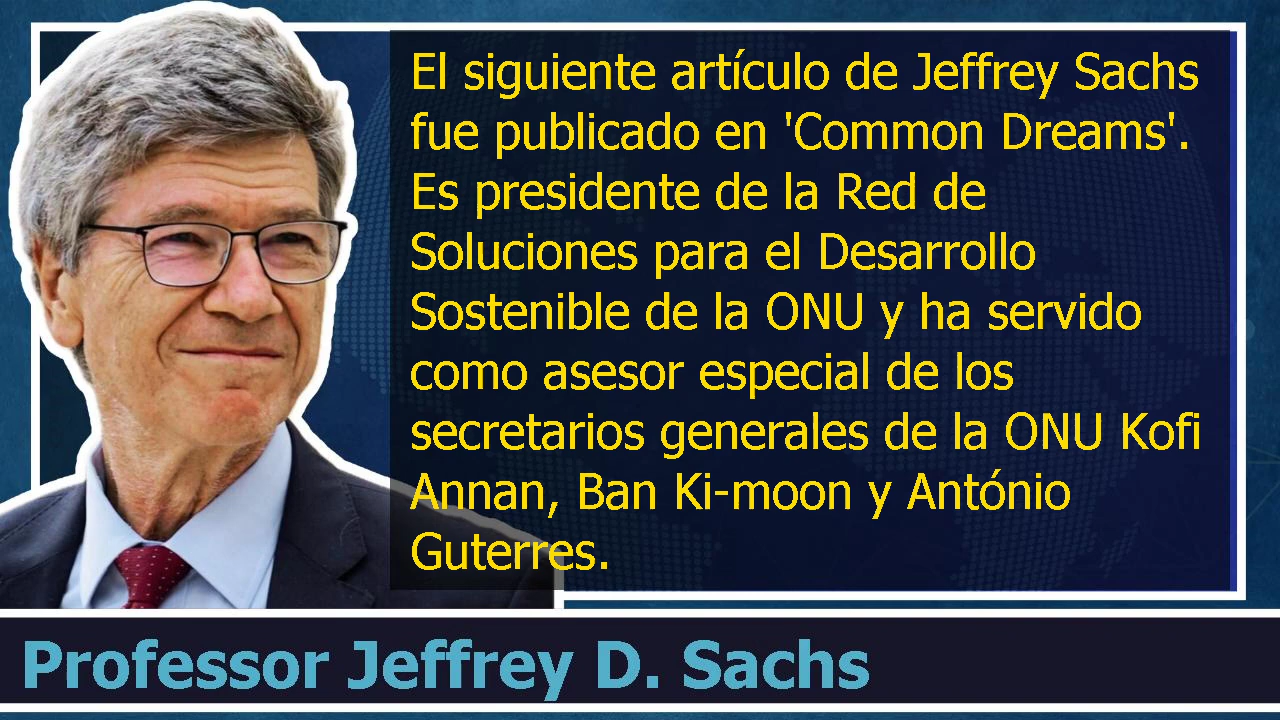 El siguiente artículo de Jeffrey Sachs
fue publicado en 'Common Dreams'.
Es presidente de la Red de
Soluciones para el Desarrollo
Sostenible de la ONU y ha servido
como asesor especial de los
secretarios generales de la ONU Kofi
Annan, Ban Ki-moon y António
Guterres.
Professor Jeffrey D. Sachs